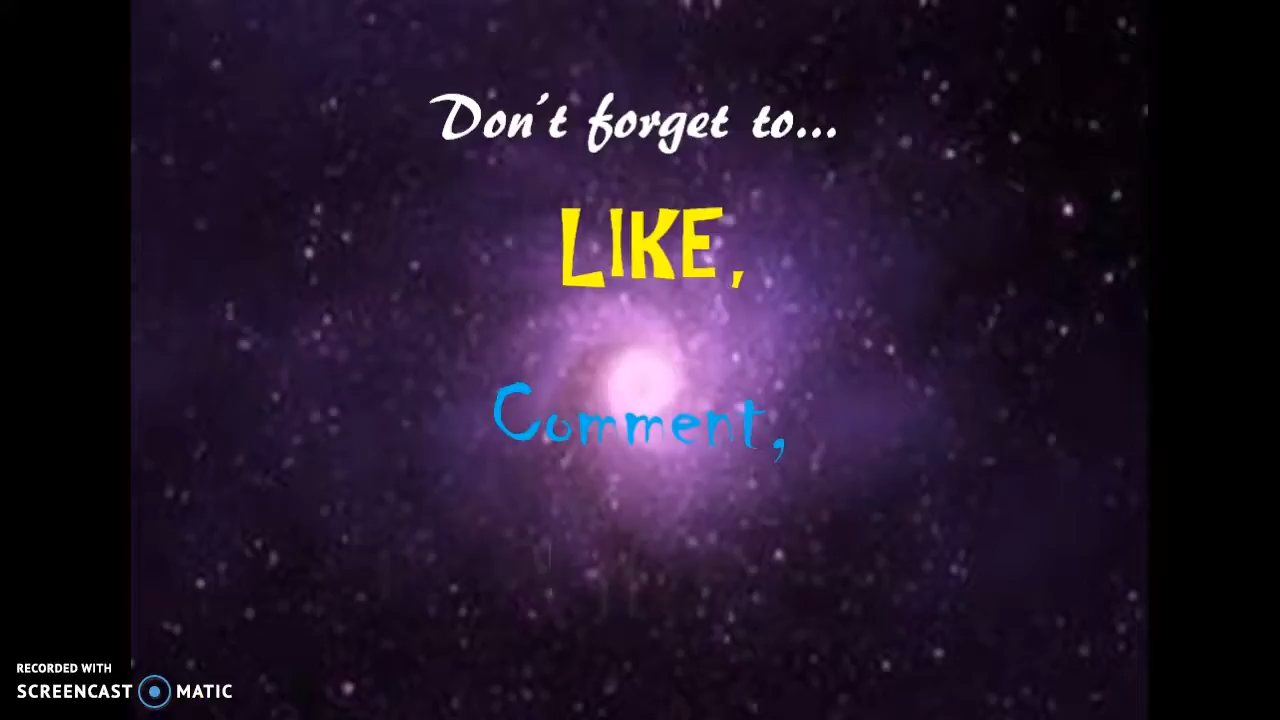 Don't forget to...
LIKE,
Comment,
RECORDED WITH
SCREENCAST MATIC